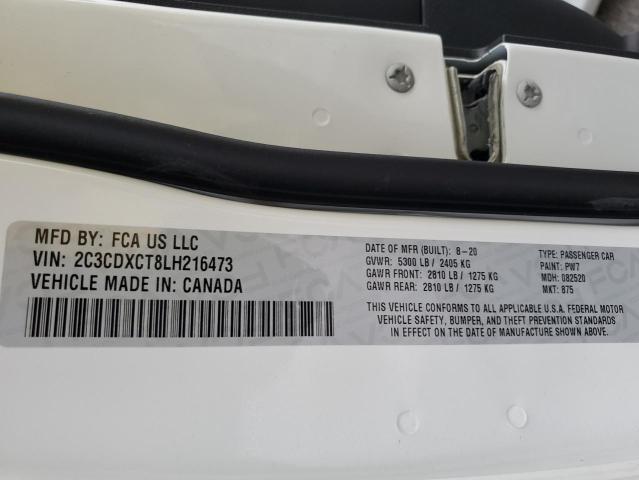 MFD BY: FCA US LLC
VIN: 2C3CDXCT8LH216473
VEHICLE MADE IN: CANADA
DATE OF MFR (BUILT): 8-20
GVWR: 5300 LB / 2405 KG
GAWR FRONT: 2810 LB / 1275 KG
GAWR REAR: 2810 LB / 1275 KG
TYPE: PASSENGER CAR
PAINT: PW7
MDH: 082520
MKT: 875
THIS VEHICLE CONFORMS TO ALL APPLICABLE U.S.A. FEDERAL MOTOR
VEHICLE SAFETY, BUMPER, AND THEFT PREVENTION STANDARDS
IN EFFECT ON THE DATE OF MANUFACTURE SHOWN ABOVE.